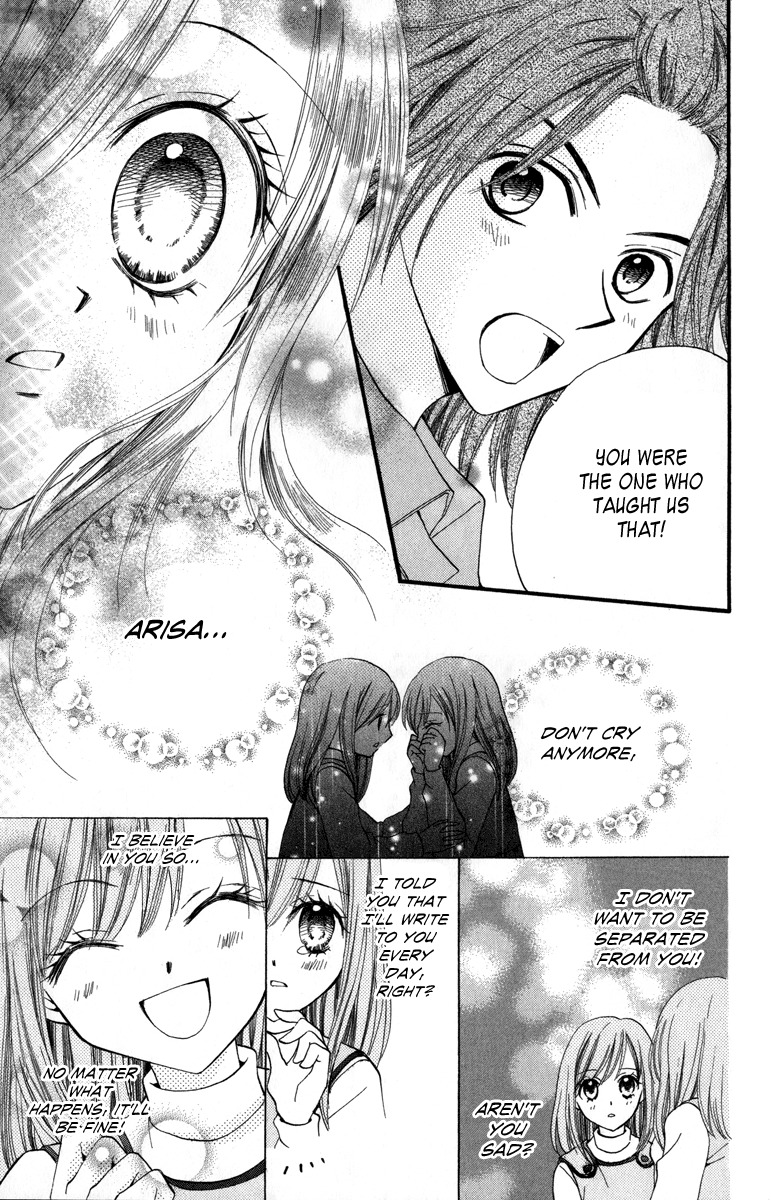 YOU WERE
THE ONE WHO
TAUGHT US
THAT!
DON'T CRY
ANYMORE,
ARISA...
I DON'T
WANT TO BE
SEPARATED
FROM YOU!
AREN'T
YOU
SAD?
I TOLD
YOU THAT
I'LL WRITE
TO YOU
EVERY
DAY,
RIGHT?
I BELIEVE
IN YOU SO...
NO MATTER
WHAT
HAPPENS, IT'LL
BE FINE!